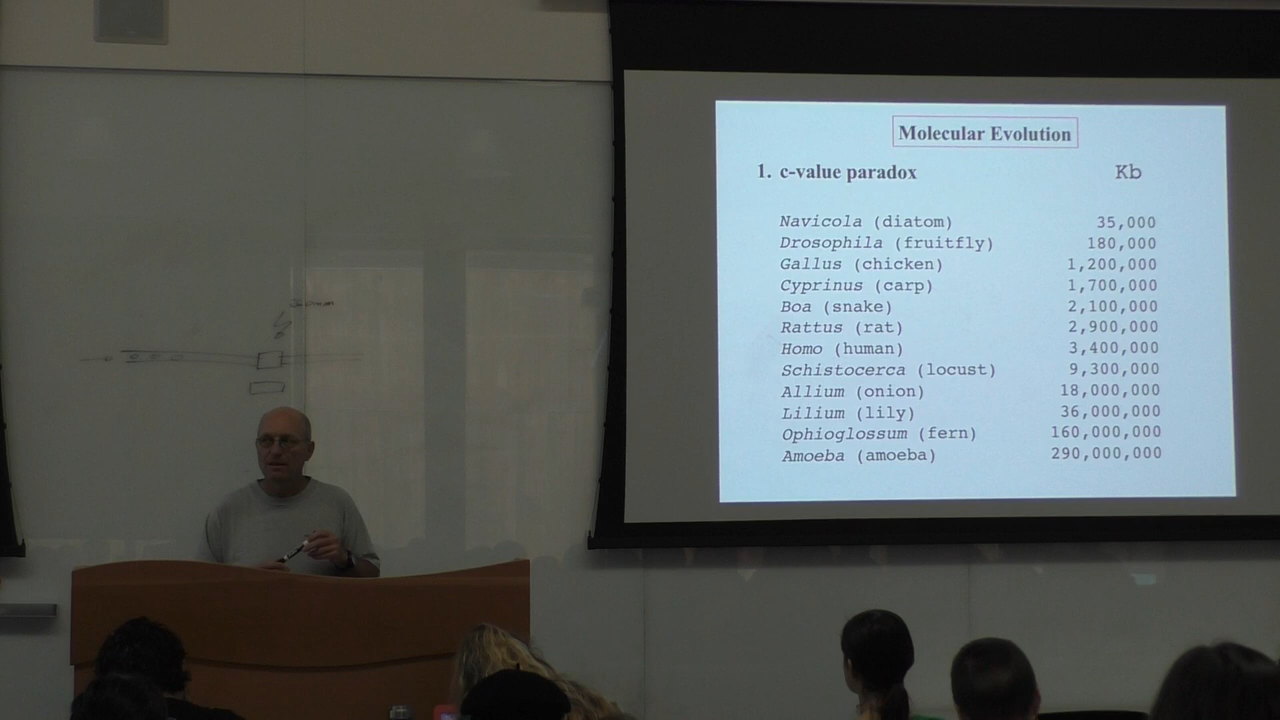 Molecular Evolution
1. c-value paradox Kb
Navicola (diatom) 35,000
Drosophila (fruitfly) 180,000
Gallus (chicken) 1,200,000
Cyprinus (carp) 1,700,000
Boa (snake) 2,100,000
Rattus (rat) 2,900,000
Homo (human) 3,400,000
Schistocerca (locust) 9,300,000
Allium (onion) 18,000,000
Lilium (lily) 36,000,000
Ophioglossum (fern) 160,000,000
Amoeba (amoeba) 290,000,000